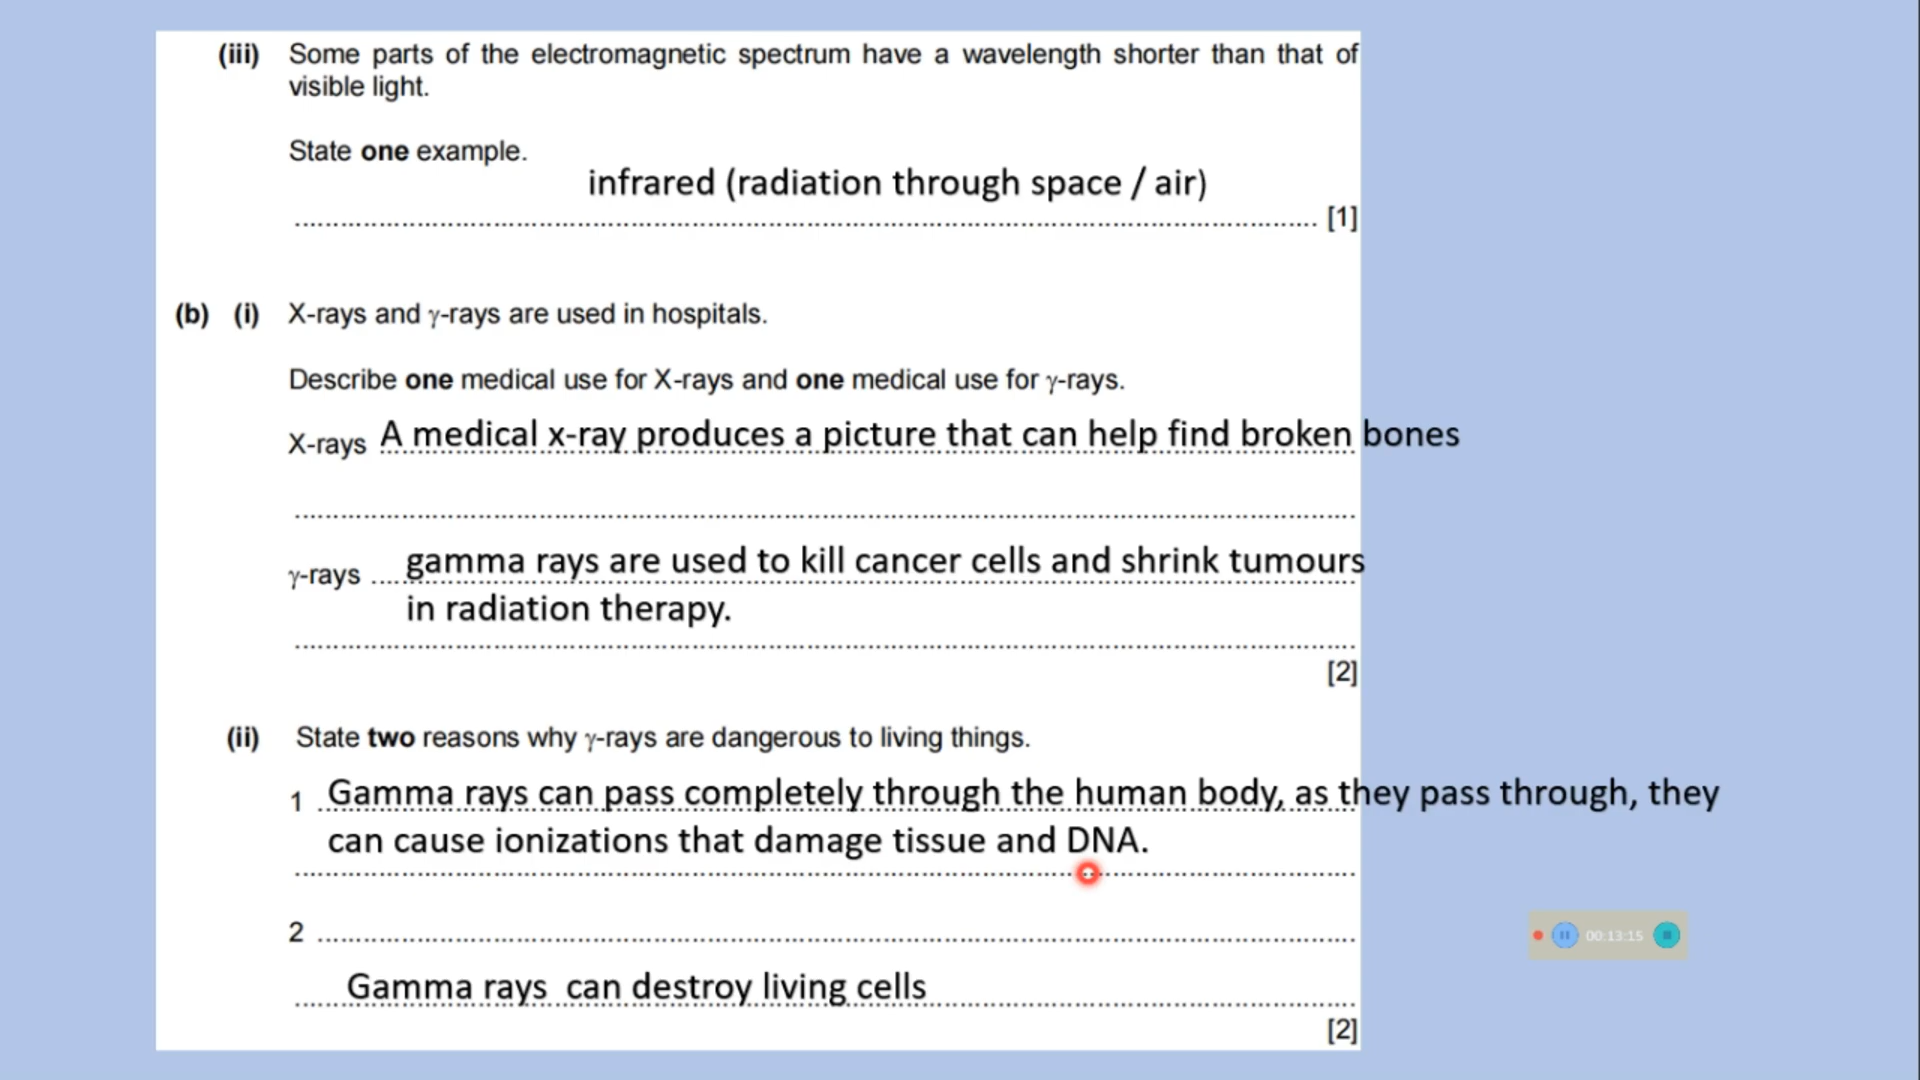 (iii) Some parts of the electromagnetic spectrum have a wavelength shorter than that of
visible light.
State one example.
infrared (radiation through space / air)
[1]
(b) (i) X-rays and γ-rays are used in hospitals.
Describe one medical use for X-rays and one medical use for γ-rays.
X-rays A medical x-ray produces a picture that can help find broken bones
γ-rays gamma rays are used to kill cancer cells and shrink tumours
in radiation therapy.
[2]
(ii) State two reasons why γ-rays are dangerous to living things.
1 Gamma rays can pass completely through the human body, as they pass through, they
can cause ionizations that damage tissue and DNA.
2
Gamma rays can destroy living cells
[2]
00:13:15